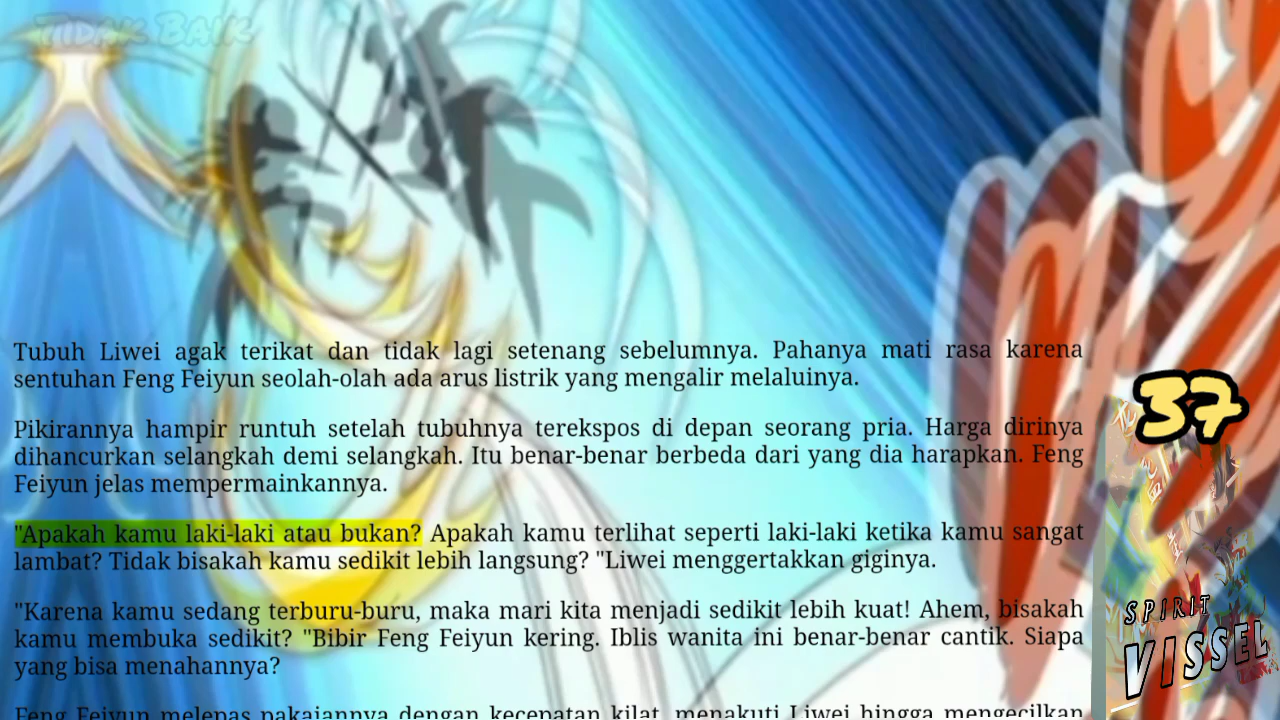 TIDAK BAIK
Tubuh Liwei agak terikat dan tidak lagi setenang sebelumnya. Pahanya mati rasa karena
sentuhan Feng Feiyun seolah-olah ada arus listrik yang mengalir melaluinya.
Pikirannya hampir runtuh setelah tubuhnya terekspos di depan seorang pria. Harga dirinya
dihancurkan selangkah demi selangkah. Itu benar-benar berbeda dari yang dia harapkan. Feng
Feiyun jelas mempermainkannya.
"Apakah kamu laki-laki atau bukan? Apakah kamu terlihat seperti laki-laki ketika kamu sangat
lambat? Tidak bisakah kamu sedikit lebih langsung? "Liwei menggertakkan giginya.
"Karena kamu sedang terburu-buru, maka mari kita menjadi sedikit lebih kuat! Ahem, bisakah
kamu membuka sedikit? "Bibir Feng Feiyun kering. Iblis wanita ini benar-benar cantik. Siapa
yang bisa menahannya?
Feng Feiyun melepas pakaiannya dengan kecepatan kilat, menakuti Liwei hingga mengecilkan
37
SPIRIT
VISSEL